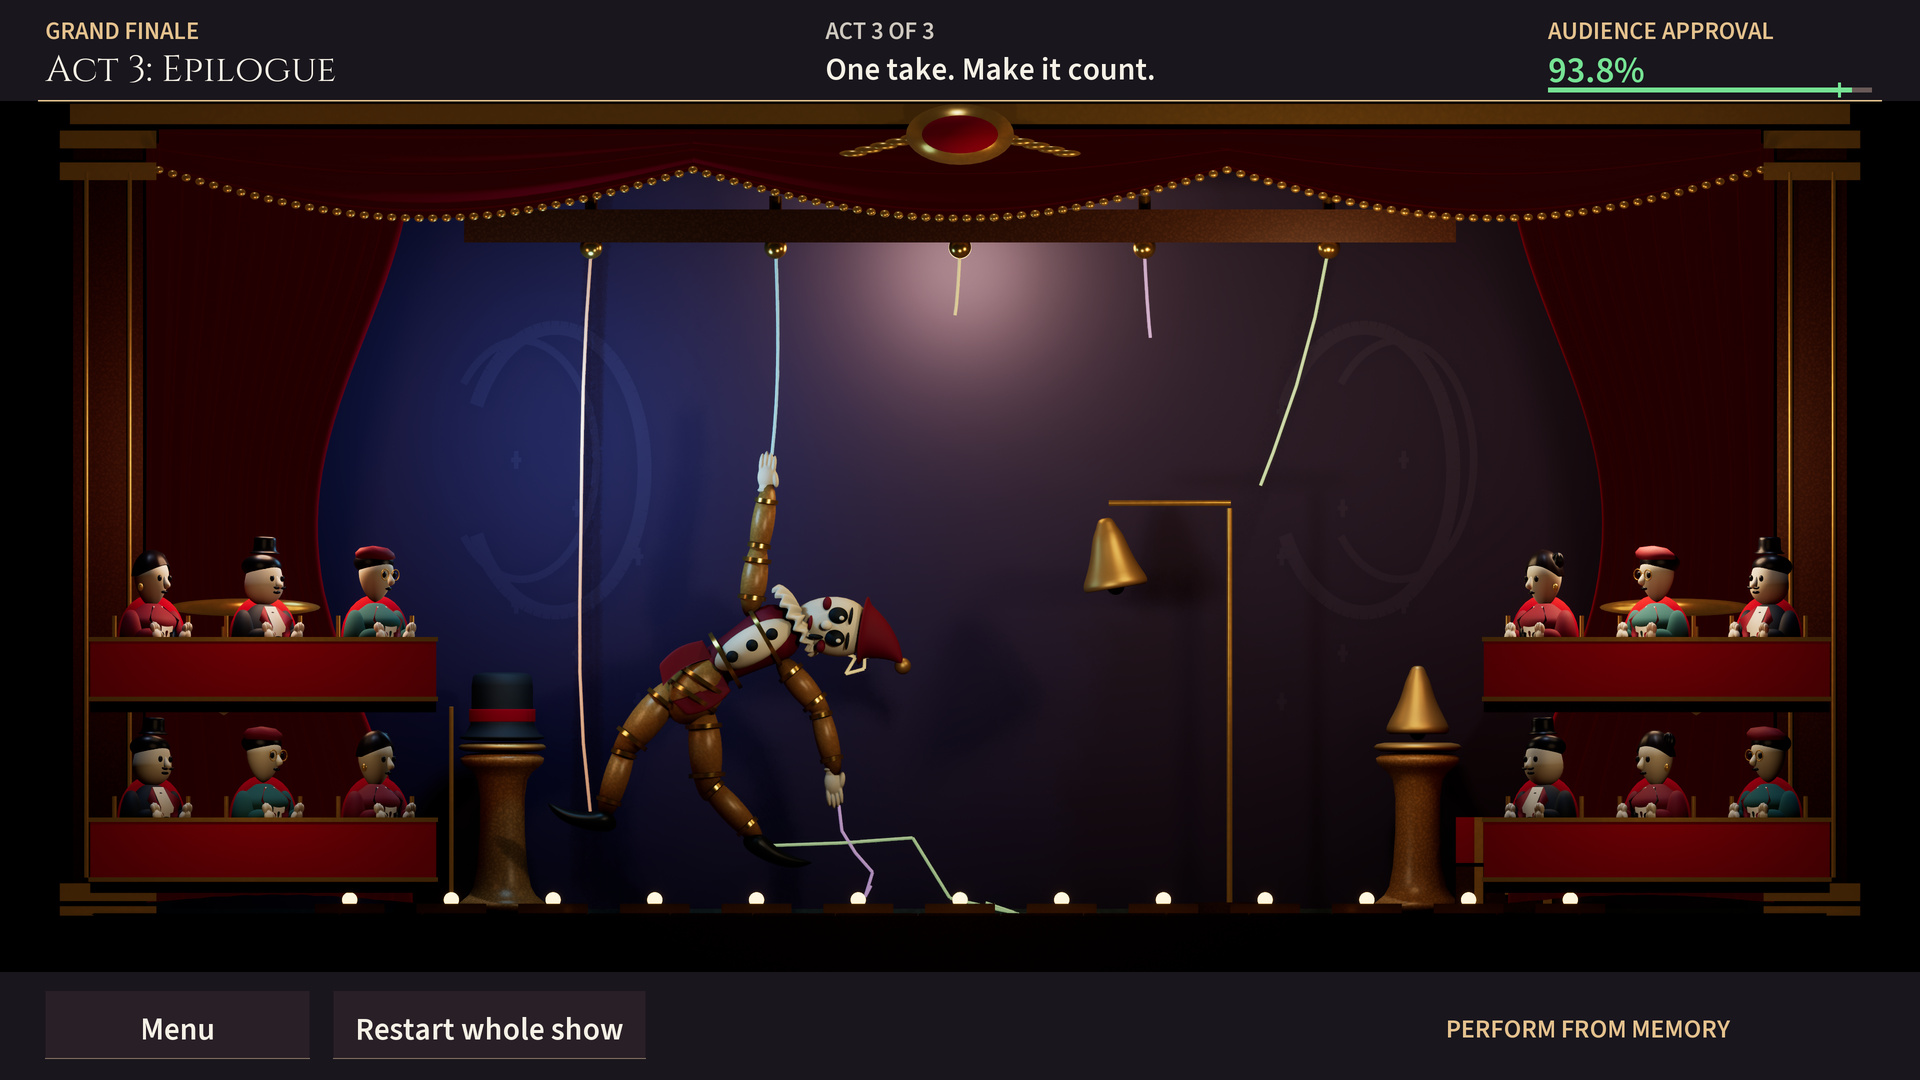 GRAND FINALE
Act 3: Epilogue
ACT 3 OF 3
One take. Make it count.
AUDIENCE APPROVAL
93.8%
Menu
Restart whole show
PERFORM FROM MEMORY